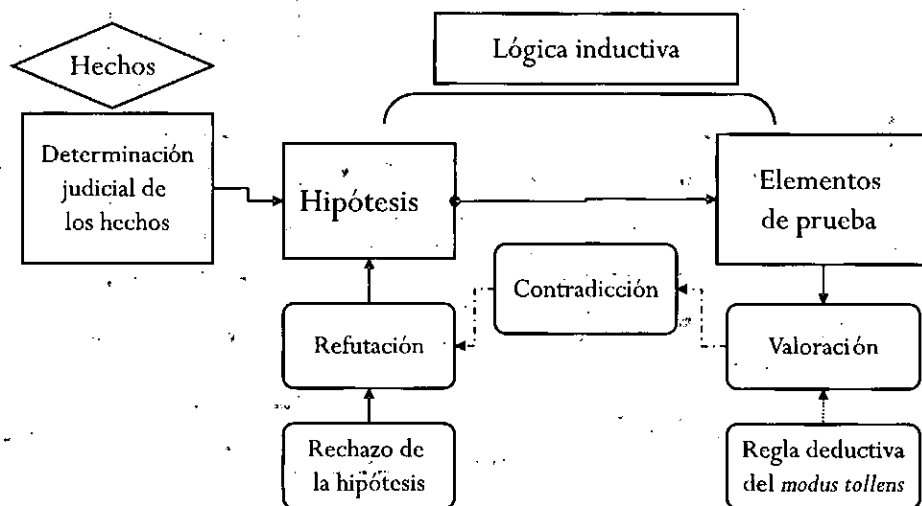 Hechos
Lógica inductiva
Determinación
judicial de
los hechos
Hipótesis
Elementos
de prueba
Contradicción
Refutación
Valoración
Rechazo de
la hipótesis
Regla deductiva
del modus tollens